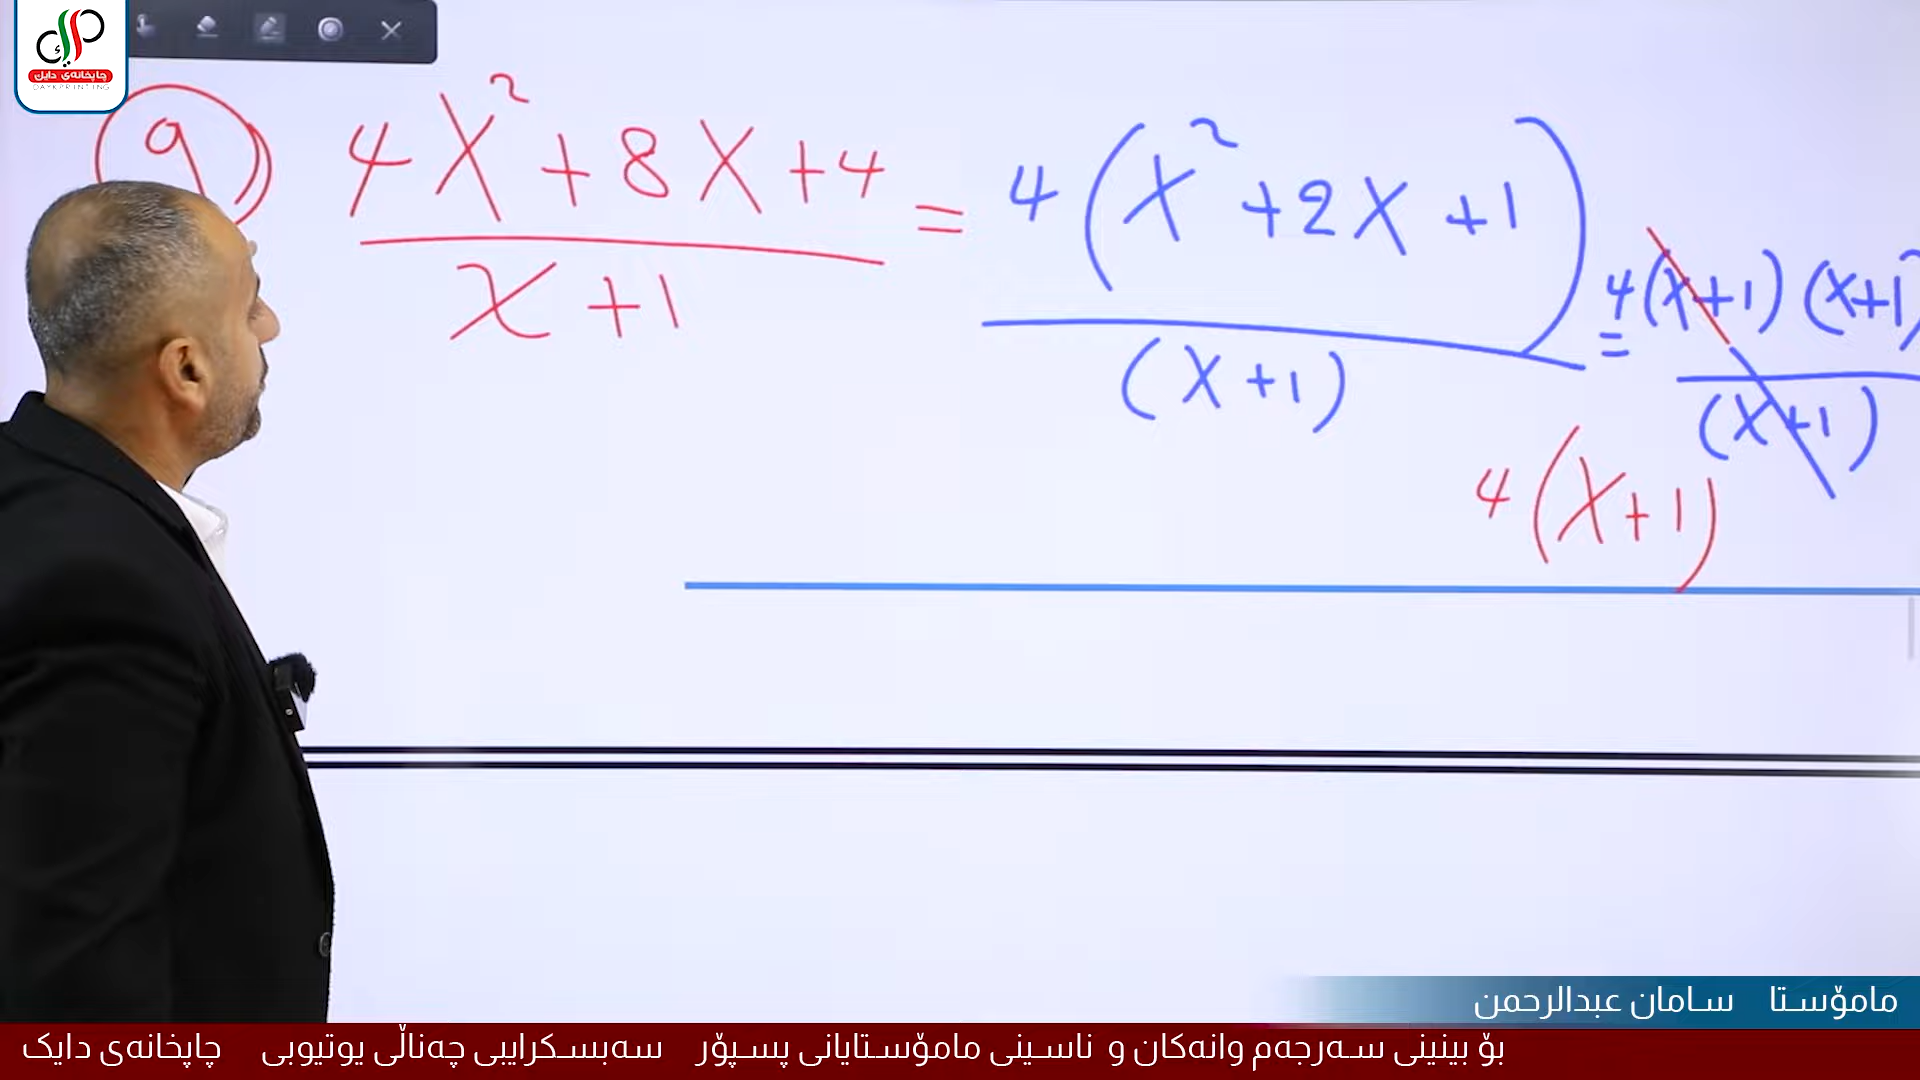 چاپخانەی دایک
DAYKPRINTING
9) (4X² + 8X + 4) / (x + 1) = 4(X² + 2X + 1) / (X + 1) = 4(X + 1)(X + 1) / (X + 1)
4(X + 1)
مامۆستا سامان عبدالرحمن
بۆ بینینی سەرجەم وانەکان و ناسینی مامۆستایانی پسپۆر سەبسکرایبی چەناڵی یوتیوبی چاپخانەی دایک